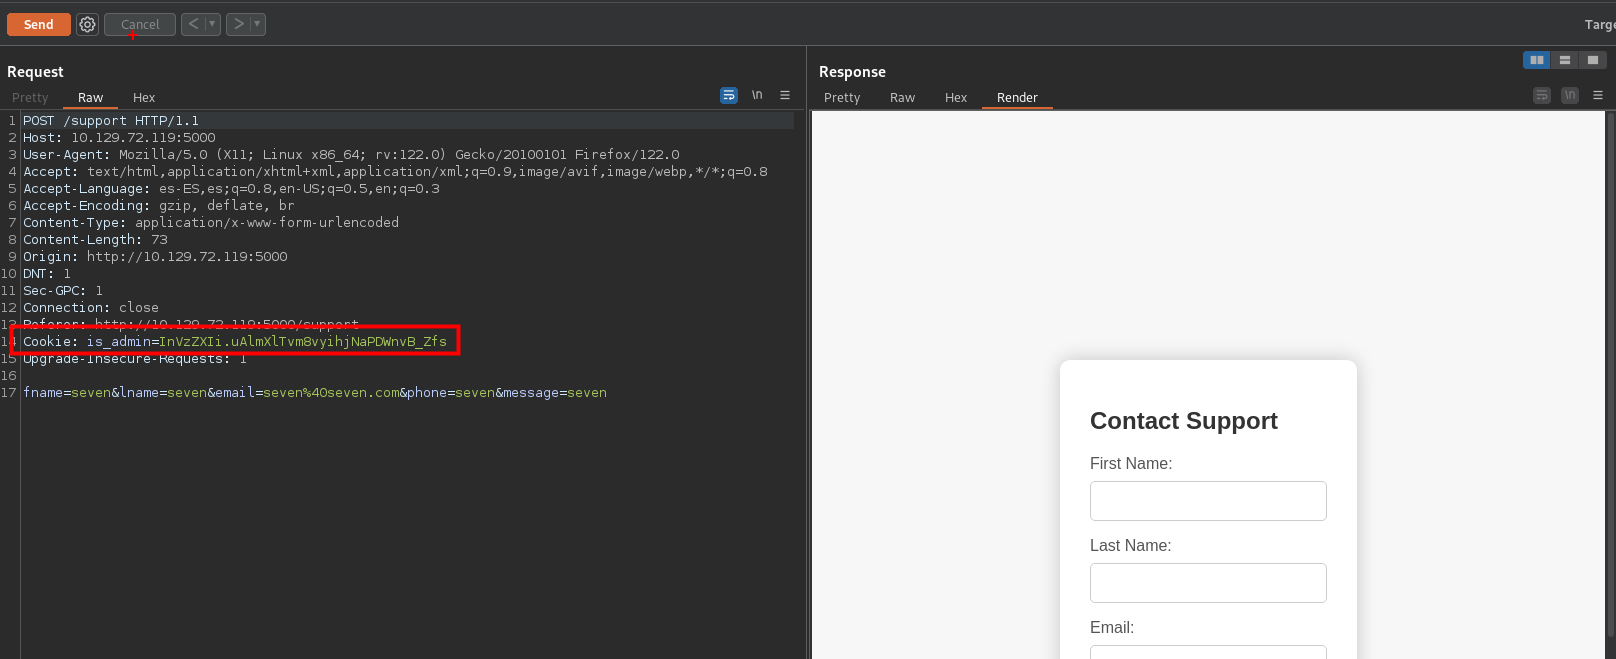 Send
Cancel
Targe
Request
Pretty
Raw
Hex
\n
1 POST /support HTTP/1.1
2 Host: 10.129.72.119:5000
3 User-Agent: Mozilla/5.0 (X11; Linux x86_64; rv:122.0) Gecko/20100101 Firefox/122.0
4 Accept: text/html,application/xhtml+xml,application/xml;q=0.9,image/avif,image/webp,*/*;q=0.8
5 Accept-Language: es-ES,es;q=0.8,en-US;q=0.5,en;q=0.3
6 Accept-Encoding: gzip, deflate, br
7 Content-Type: application/x-www-form-urlencoded
8 Content-Length: 73
9 Origin: http://10.129.72.119:5000
10 DNT: 1
11 Sec-GPC: 1
12 Connection: close
13 Referer: http://10.129.72.119:5000/support
14 Cookie: is_admin=InVzZXIi.uAlmXlTvm8vyihjNaPDWnvB_Zfs
15 Upgrade-Insecure-Requests: 1
16
17 fname=seven&lname=seven&email=seven%40seven.com&phone=seven&message=seven
Response
Pretty
Raw
Hex
Render
\n
Contact Support
First Name:
Last Name:
Email: